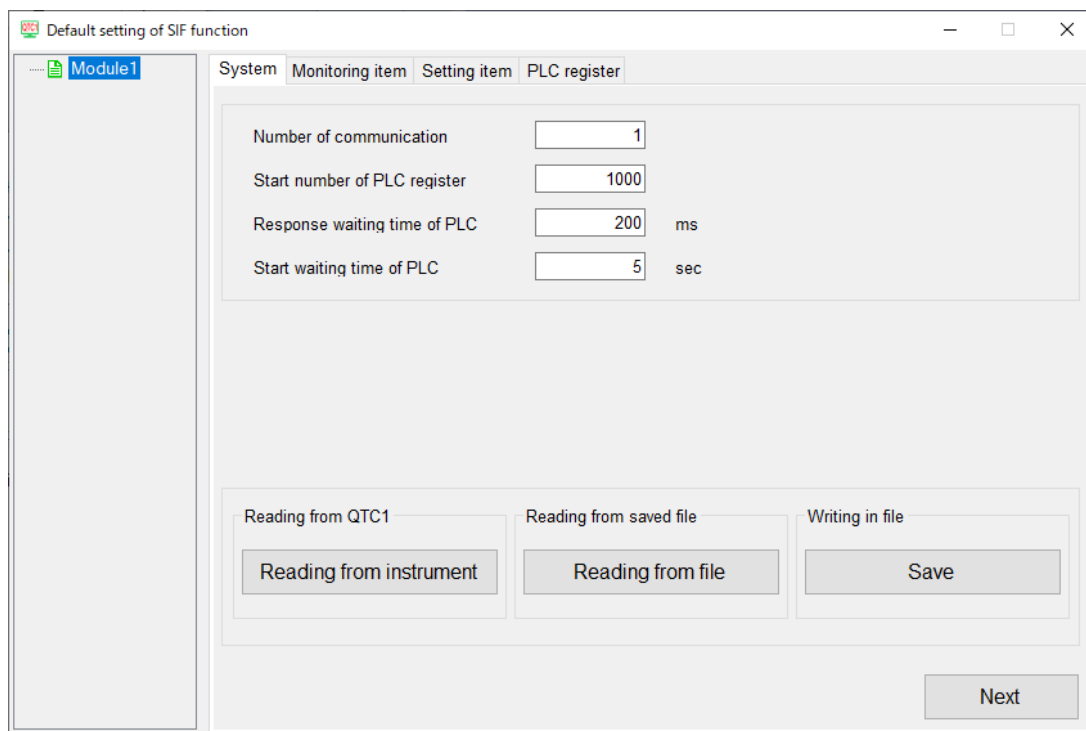 QTC1 Default setting of SIF function
Module1
System Monitoring item Setting item PLC register
Number of communication 1
Start number of PLC register 1000
Response waiting time of PLC 200 ms
Start waiting time of PLC 5 sec
Reading from QTC1 Reading from saved file Writing in file
Reading from instrument Reading from file Save
Next